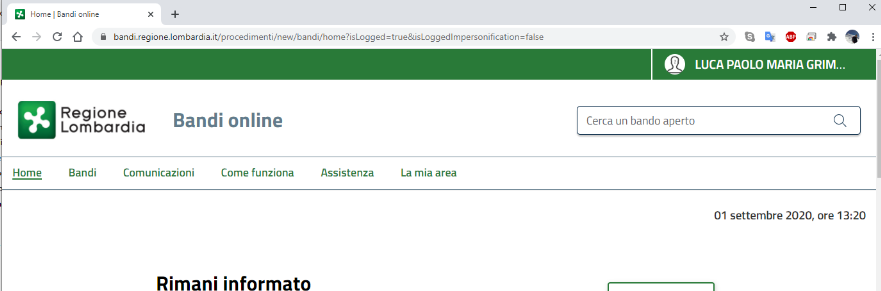 Home | Bandi online
bandi.regione.lombardia.it/procedimenti/new/bandi/home?isLogged=true&isLoggedImpersonification=false
ABP
LUCA PAOLO MARIA GRIM...
Regione
Lombardia
Bandi online
Cerca un bando aperto
Home Bandi Comunicazioni Come funziona Assistenza La mia area
01 settembre 2020, ore 13:20
Rimani informato